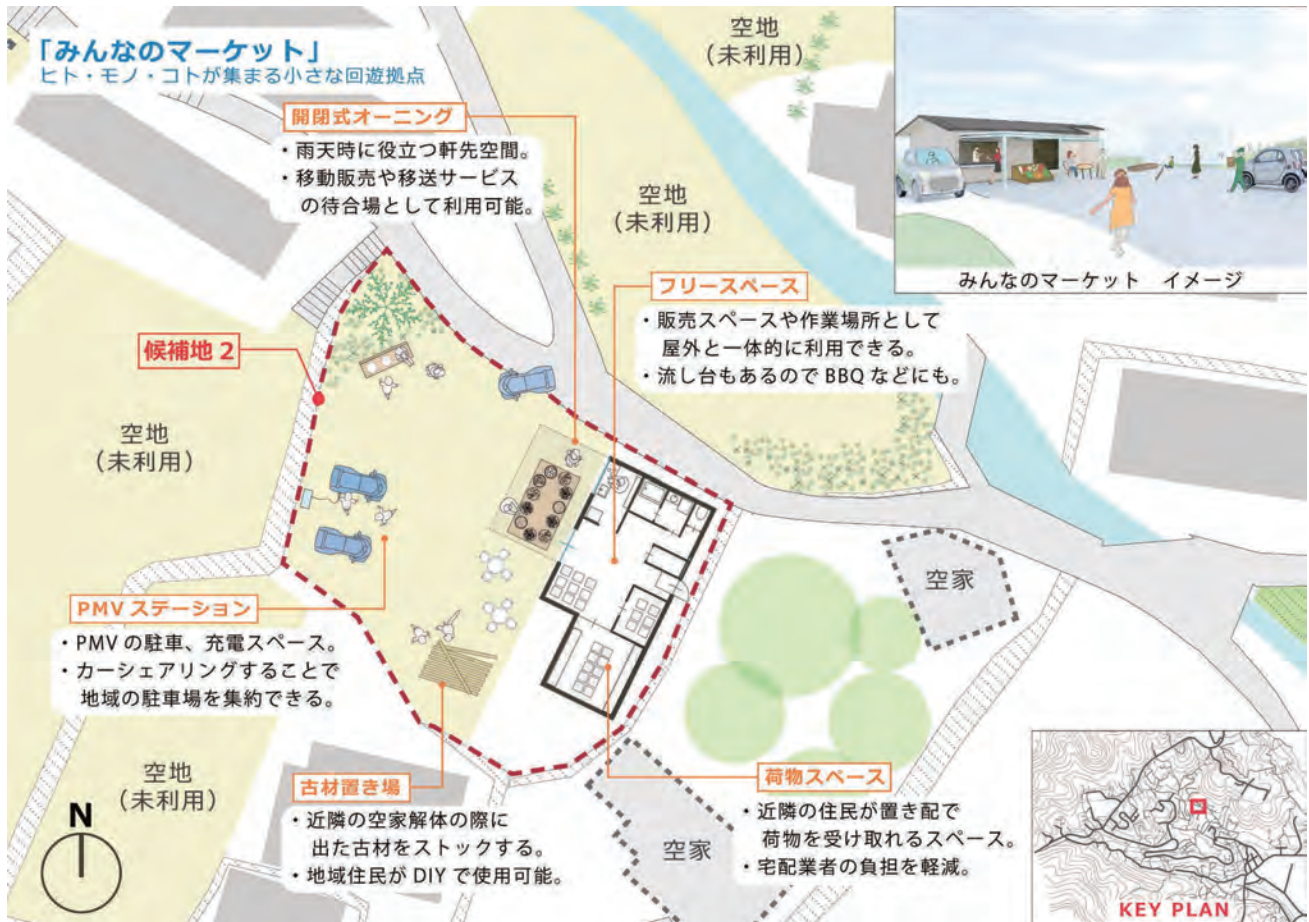 「みんなのマーケット」
ヒト・モノ・コトが集まる小さな回遊拠点
開閉式オーニング
・雨天時に役立つ軒先空間。
・移動販売や移送サービス
の待合場として利用可能。
空地
(未利用)
空地
(未利用)
みんなのマーケット イメージ
フリースペース
・販売スペースや作業場所として
屋外と一体的に利用できる。
・流し台もあるので BBQ などにも。
候補地 2
空地
(未利用)
PMV ステーション
・PMV の駐車、充電スペース。
・カーシェアリングすることで
地域の駐車場を集約できる。
空家
空地
(未利用)
N
古材置き場
・近隣の空家解体の際に
出た古材をストックする。
・地域住民が DIY で使用可能。
空家
荷物スペース
・近隣の住民が置き配で
荷物を受け取れるスペース。
・宅配業者の負担を軽減。
KEY PLAN